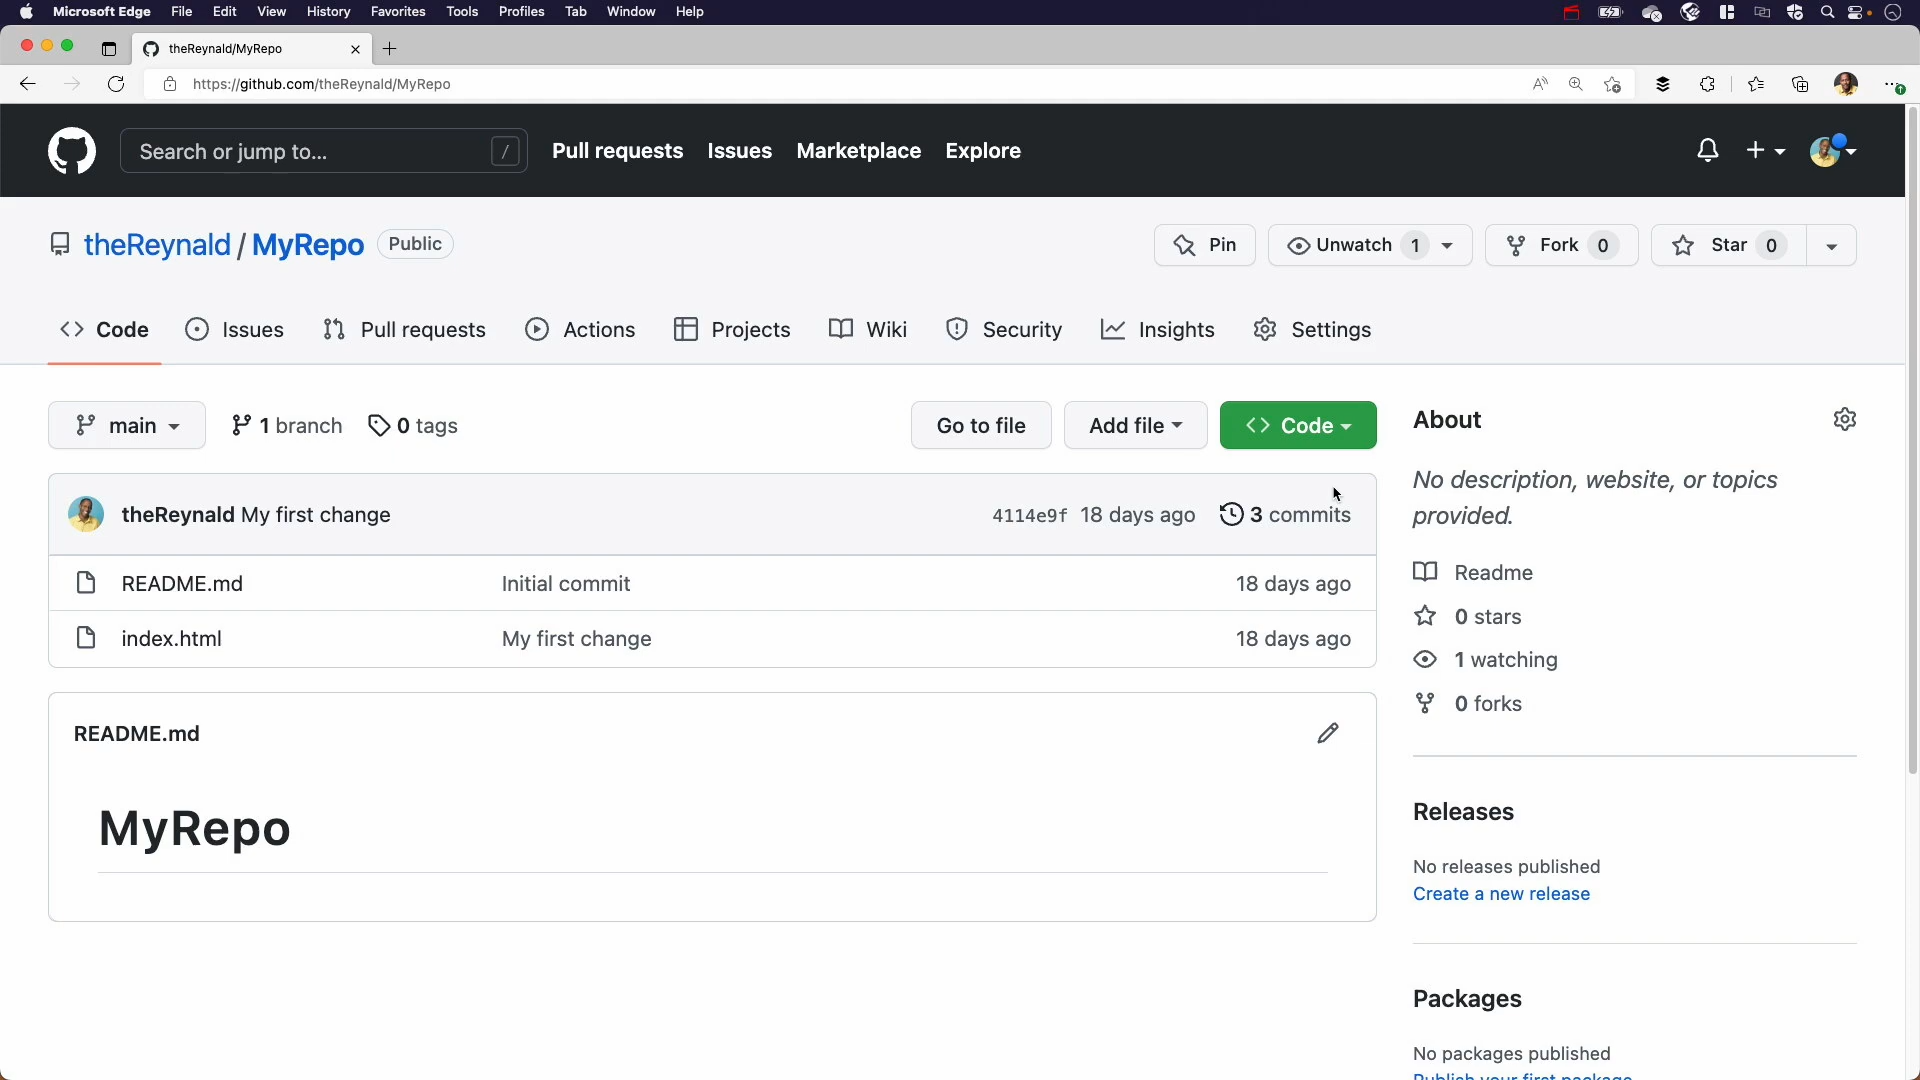 Microsoft Edge File Edit View History Favorites Tools Profiles Tab Window Help
theReynald/MyRepo
https://github.com/theReynald/MyRepo
Search or jump to... / Pull requests Issues Marketplace Explore
theReynald / MyRepo Public Pin Unwatch 1 Fork 0 Star 0
Code Issues Pull requests Actions Projects Wiki Security Insights Settings
main 1 branch 0 tags Go to file Add file Code
theReynald My first change 4114e9f 18 days ago 3 commits
README.md Initial commit 18 days ago
index.html My first change 18 days ago
README.md
MyRepo
About
No description, website, or topics
provided.
Readme
0 stars
1 watching
0 forks
Releases
No releases published
Create a new release
Packages
No packages published
Publish your first package